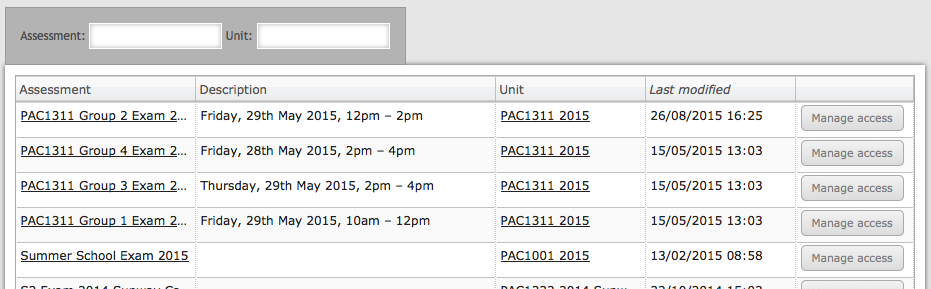 Assessment: Unit:
Assessment Description Unit Last modified
PAC1311 Group 2 Exam 2... Friday, 29th May 2015, 12pm – 2pm PAC1311 2015 26/08/2015 16:25 Manage access
PAC1311 Group 4 Exam 2... Friday, 28th May 2015, 2pm – 4pm PAC1311 2015 15/05/2015 13:03 Manage access
PAC1311 Group 3 Exam 2... Thursday, 29th May 2015, 2pm – 4pm PAC1311 2015 15/05/2015 13:03 Manage access
PAC1311 Group 1 Exam 2... Friday, 29th May 2015, 10am – 12pm PAC1311 2015 15/05/2015 13:03 Manage access
Summer School Exam 2015 PAC1001 2015 13/02/2015 08:58 Manage access